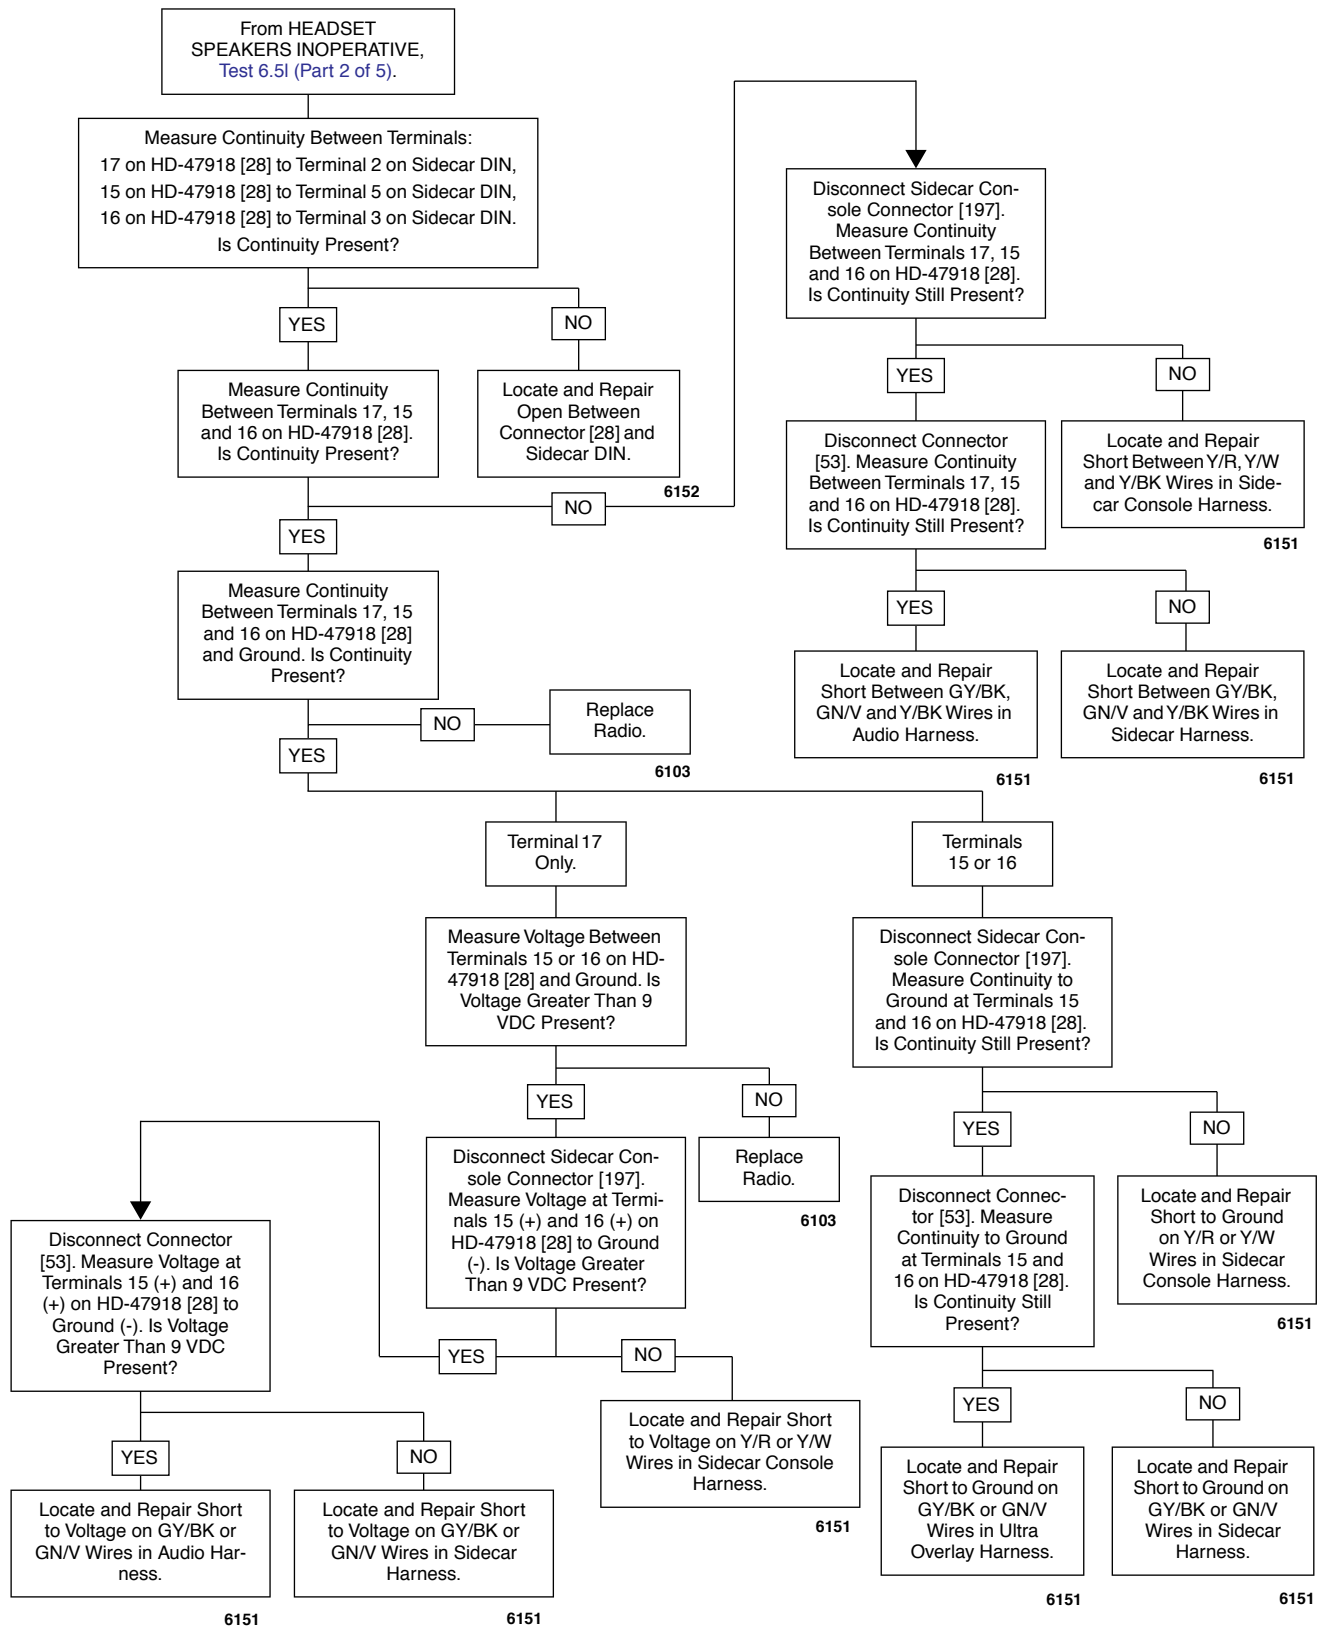 From HEADSET
SPEAKERS INOPERATIVE,
Test 6.5I (Part 2 of 5).
Measure Continuity Between Terminals:
17 on HD-47918 [28] to Terminal 2 on Sidecar DIN,
15 on HD-47918 [28] to Terminal 5 on Sidecar DIN,
16 on HD-47918 [28] to Terminal 3 on Sidecar DIN.
Is Continuity Present?
YES
NO
Measure Continuity
Between Terminals 17, 15
and 16 on HD-47918 [28].
Is Continuity Present?
Locate and Repair
Open Between
Connector [28] and
Sidecar DIN.
6152
NO
YES
Disconnect Sidecar Con-
sole Connector [197].
Measure Continuity
Between Terminals 17, 15
and 16 on HD-47918 [28].
Is Continuity Still Present?
YES
NO
Disconnect Connector
[53]. Measure Continuity
Between Terminals 17, 15
and 16 on HD-47918 [28].
Is Continuity Still Present?
Locate and Repair
Short Between Y/R, Y/W
and Y/BK Wires in Side-
car Console Harness.
6151
YES
NO
Locate and Repair
Short Between GY/BK,
GN/V and Y/BK Wires in
Audio Harness.
6151
Locate and Repair
Short Between GY/BK,
GN/V and Y/BK Wires in
Sidecar Harness.
6151
Measure Continuity
Between Terminals 17, 15
and 16 on HD-47918 [28]
and Ground. Is Continuity
Present?
NO
Replace
Radio.
6103
YES
Terminal 17
Only.
Terminals
15 or 16
Measure Voltage Between
Terminals 15 or 16 on HD-
47918 [28] and Ground. Is
Voltage Greater Than 9
VDC Present?
YES
NO
Replace
Radio.
6103
Disconnect Sidecar Con-
sole Connector [197].
Measure Voltage at Termi-
nals 15 (+) and 16 (+) on
HD-47918 [28] to Ground
(-). Is Voltage Greater
Than 9 VDC Present?
YES
NO
Locate and Repair Short
to Voltage on Y/R or Y/W
Wires in Sidecar Console
Harness.
6151
Disconnect Connector
[53]. Measure Voltage at
Terminals 15 (+) and 16
(+) on HD-47918 [28] to
Ground (-). Is Voltage
Greater Than 9 VDC
Present?
YES
NO
Locate and Repair Short
to Voltage on GY/BK or
GN/V Wires in Audio Har-
ness.
6151
Locate and Repair Short
to Voltage on GY/BK or
GN/V Wires in Sidecar
Harness.
6151
Disconnect Sidecar Con-
sole Connector [197].
Measure Continuity to
Ground at Terminals 15
and 16 on HD-47918 [28].
Is Continuity Still Present?
YES
NO
Disconnect Connec-
tor [53]. Measure
Continuity to Ground
at Terminals 15 and
16 on HD-47918 [28].
Is Continuity Still
Present?
Locate and Repair
Short to Ground
on Y/R or Y/W
Wires in Sidecar
Console Harness.
6151
YES
NO
Locate and Repair
Short to Ground on
GY/BK or GN/V
Wires in Ultra
Overlay Harness.
6151
Locate and Repair
Short to Ground on
GY/BK or GN/V
Wires in Sidecar
Harness.
6151